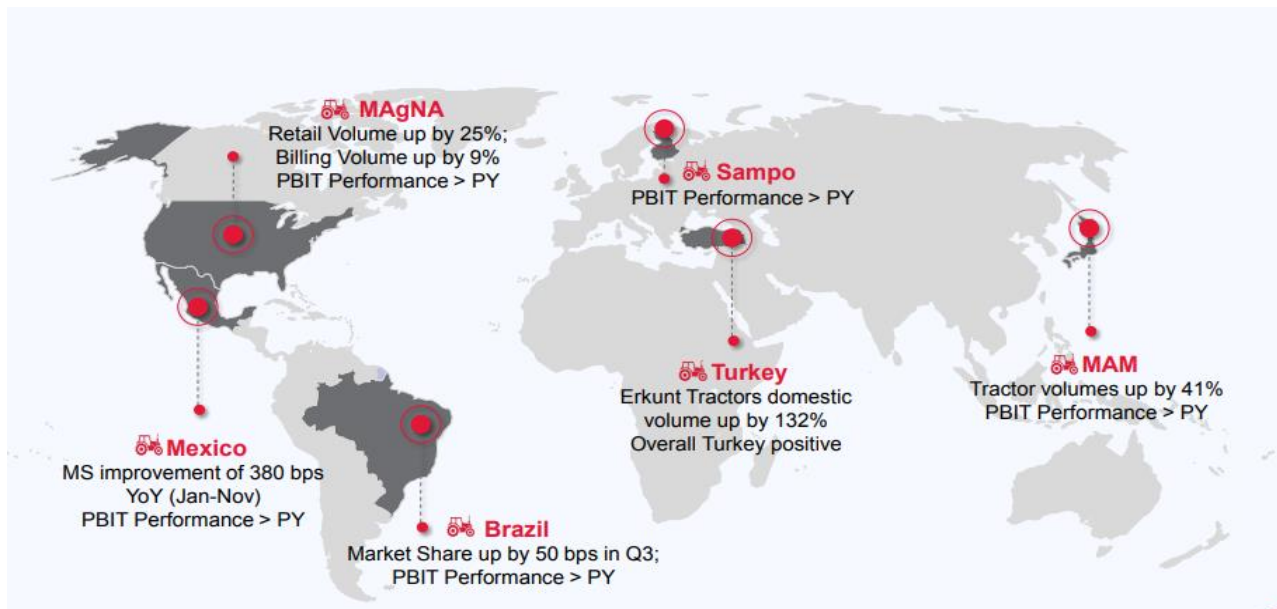 MAgNA
Retail Volume up by 25%;
Billing Volume up by 9%
PBIT Performance > PY
Sampo
PBIT Performance > PY
Turkey
Erkunt Tractors domestic
volume up by 132%
Overall Turkey positive
MAM
Tractor volumes up by 41%
PBIT Performance > PY
Mexico
MS improvement of 380 bps
YoY (Jan-Nov)
PBIT Performance > PY
Brazil
Market Share up by 50 bps in Q3;
PBIT Performance > PY